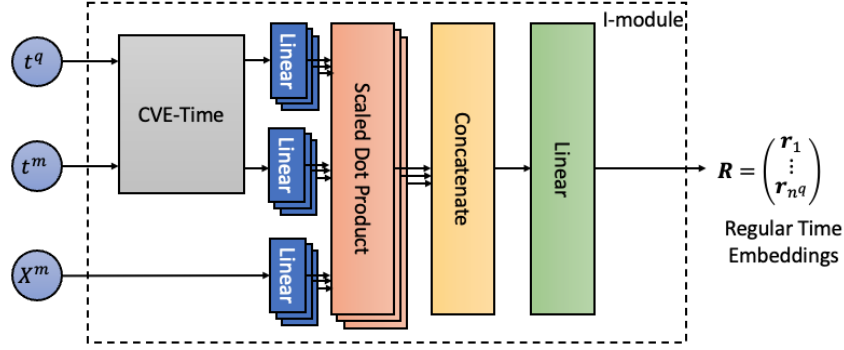 I-module
t^q
CVE-Time
Linear
t^m
Linear
X^m
Linear
Scaled Dot Product
Concatenate
Linear
R = (r_1
⋮
r_{n^q})
Regular Time
Embeddings